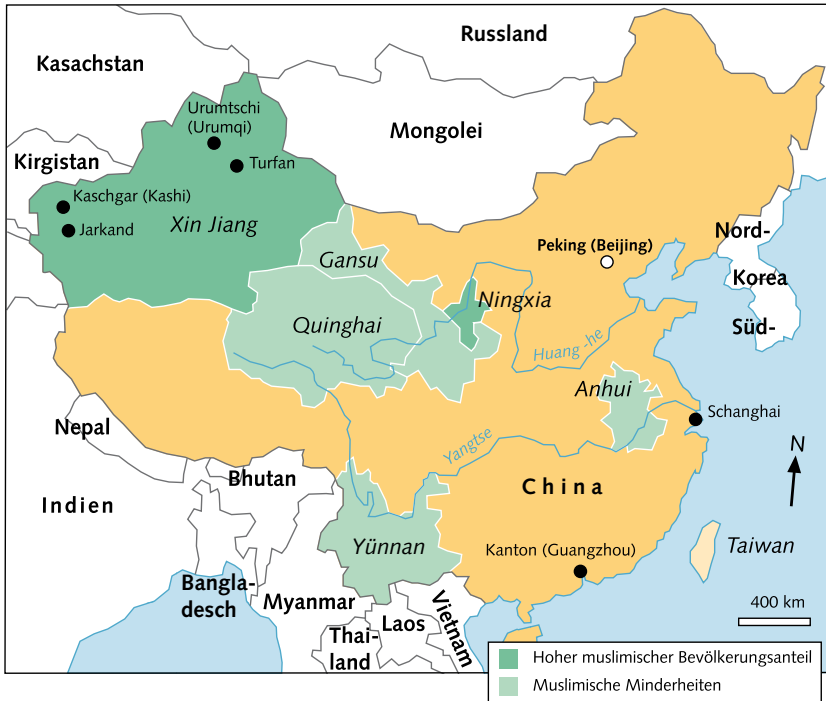 Russland
Kasachstan
Urumtschi
(Urumqi)
Mongolei
Kirgistan
Turfan
Kaschgar (Kashi)
Xin Jiang
Jarkand
Nord-
Peking (Beijing)
Gansu
Korea
Ningxia
Quinghai
Süd-
Huang-he
Anhui
Schanghai
Nepal
Yangtse
N
Bhutan
China
Indien
Yünnan
Kanton (Guangzhou)
Taiwan
Bangla-
desch
Myanmar
Vietnam
400 km
Laos
Thai-
land
Hoher muslimischer Bevölkerungsanteil
Muslimische Minderheiten